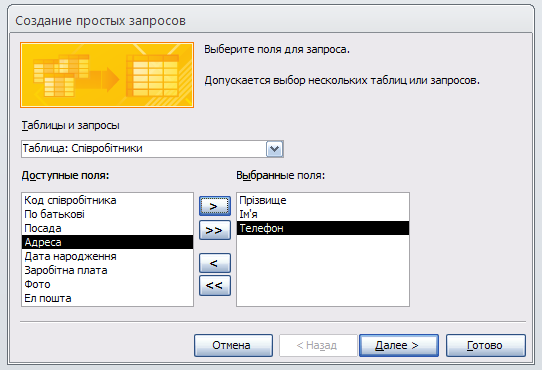 Создание простых запросов
Выберите поля для запроса.
Допускается выбор нескольких таблиц или запросов.
Таблицы и запросы
Таблица: Співробітники
Доступные поля:
Код співробітника
По батькові
Посада
Адреса
Дата народження
Заробітна плата
Фото
Ел пошта
>
>>
<
<<
Выбранные поля:
Прізвище
Ім'я
Телефон
Отмена
< Назад
Далее >
Готово